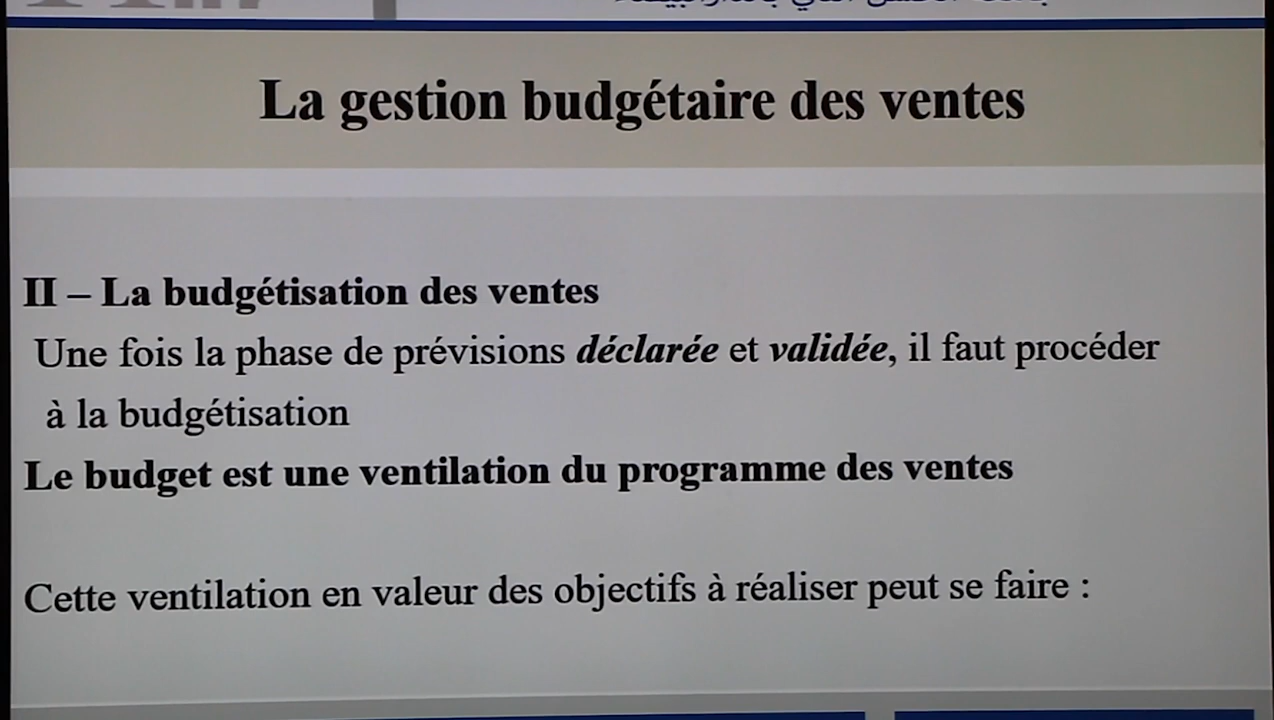 La gestion budgétaire des ventes
II – La budgétisation des ventes
Une fois la phase de prévisions déclarée et validée, il faut procéder
à la budgétisation
Le budget est une ventilation du programme des ventes
Cette ventilation en valeur des objectifs à réaliser peut se faire :